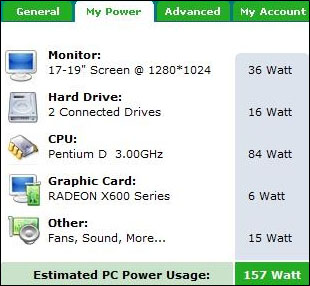 General My Power Advanced My Account
Monitor:
17-19" Screen @ 1280*1024 36 Watt
Hard Drive:
2 Connected Drives 16 Watt
CPU:
Pentium D 3.00GHz 84 Watt
Graphic Card:
RADEON X600 Series 6 Watt
Other:
Fans, Sound, More... 15 Watt
Estimated PC Power Usage: 157 Watt